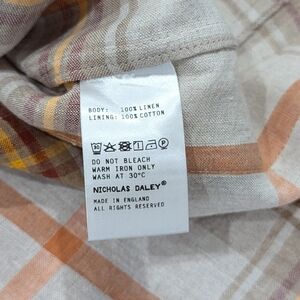 BODY: 100% LINEN
LINING: 100% COTTON
DO NOT BLEACH
WARM IRON ONLY
WASH AT 30°C
NICHOLAS DALEY®
MADE IN ENGLAND
ALL RIGHTS RESERVED